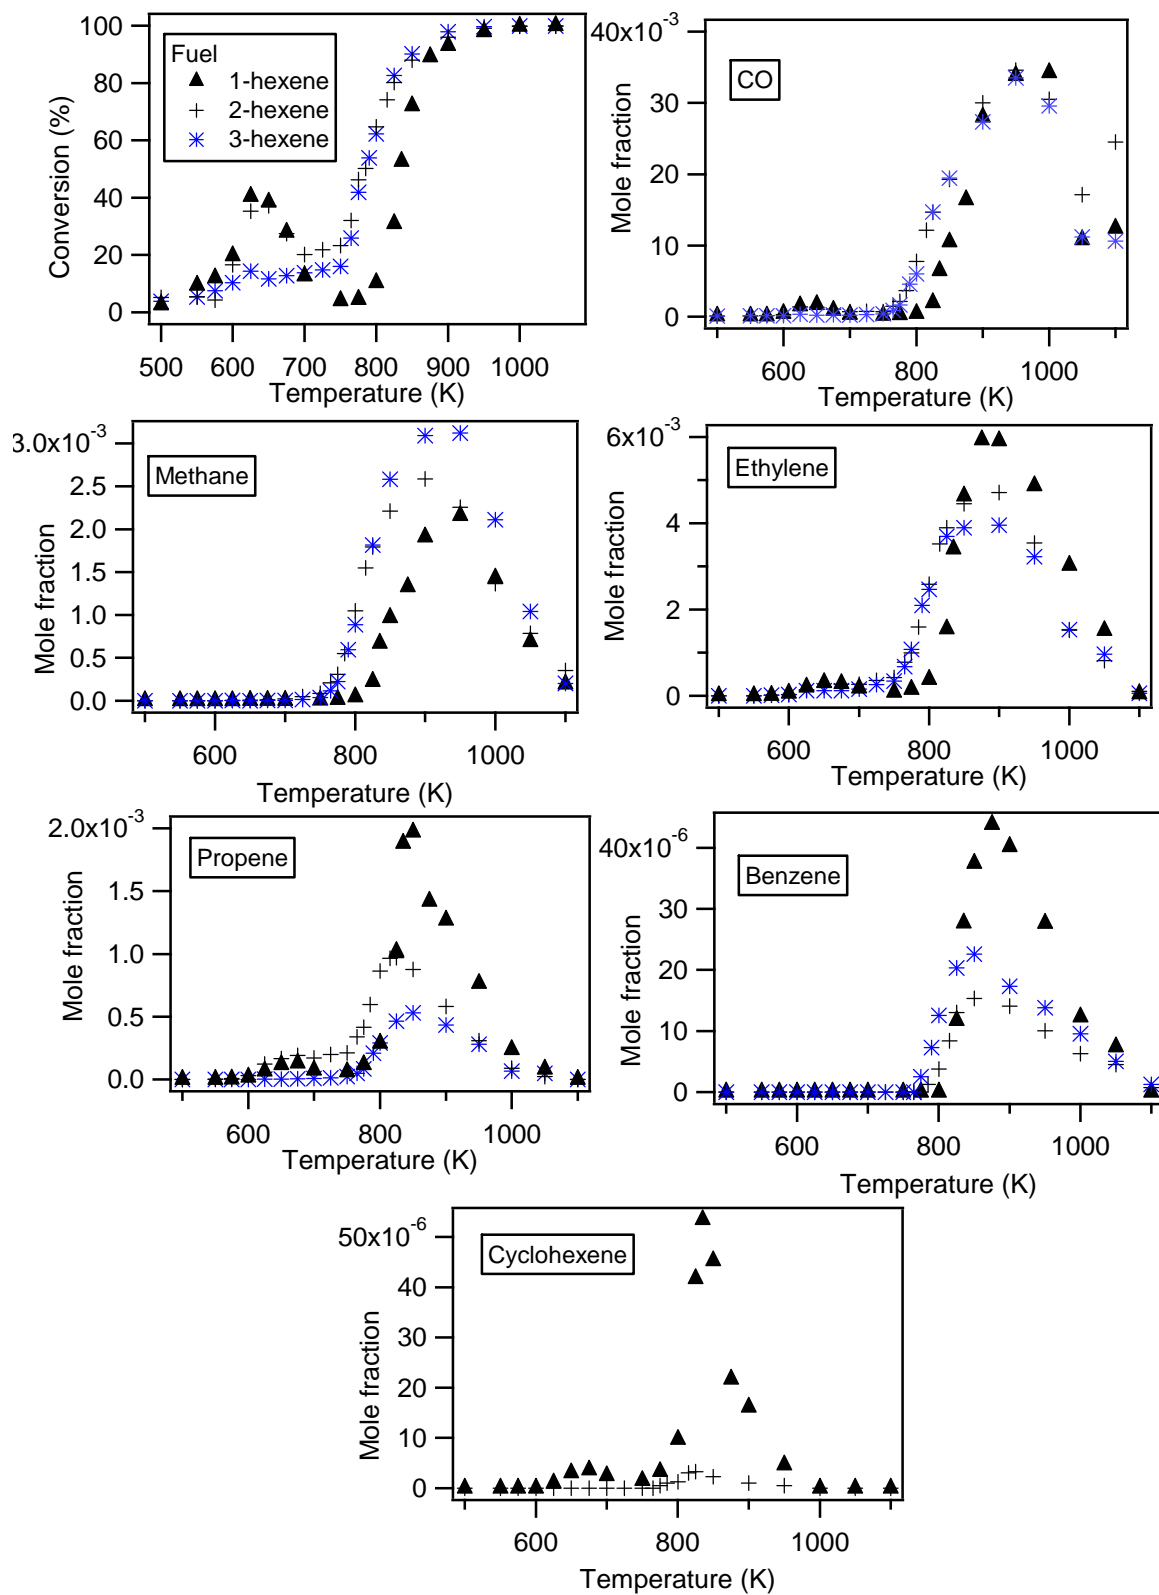 100
80
60
40
20
0
Conversion (%)
Fuel
1-hexene
2-hexene
3-hexene
500 600 700 800 900 1000
Temperature (K)
40x10⁻³
30
20
10
0
Mole fraction
CO
600 800 1000
Temperature (K)
3.0x10⁻³
2.5
2.0
1.5
1.0
0.5
0.0
Mole fraction
Methane
600 800 1000
Temperature (K)
6x10⁻³
4
2
0
Mole fraction
Ethylene
600 800 1000
Temperature (K)
2.0x10⁻³
1.5
1.0
0.5
0.0
Mole fraction
Propene
600 800 1000
Temperature (K)
40x10⁻⁶
30
20
10
0
Mole fraction
Benzene
600 800 1000
Temperature (K)
50x10⁻⁶
40
30
20
10
0
Mole fraction
Cyclohexene
600 800 1000
Temperature (K)